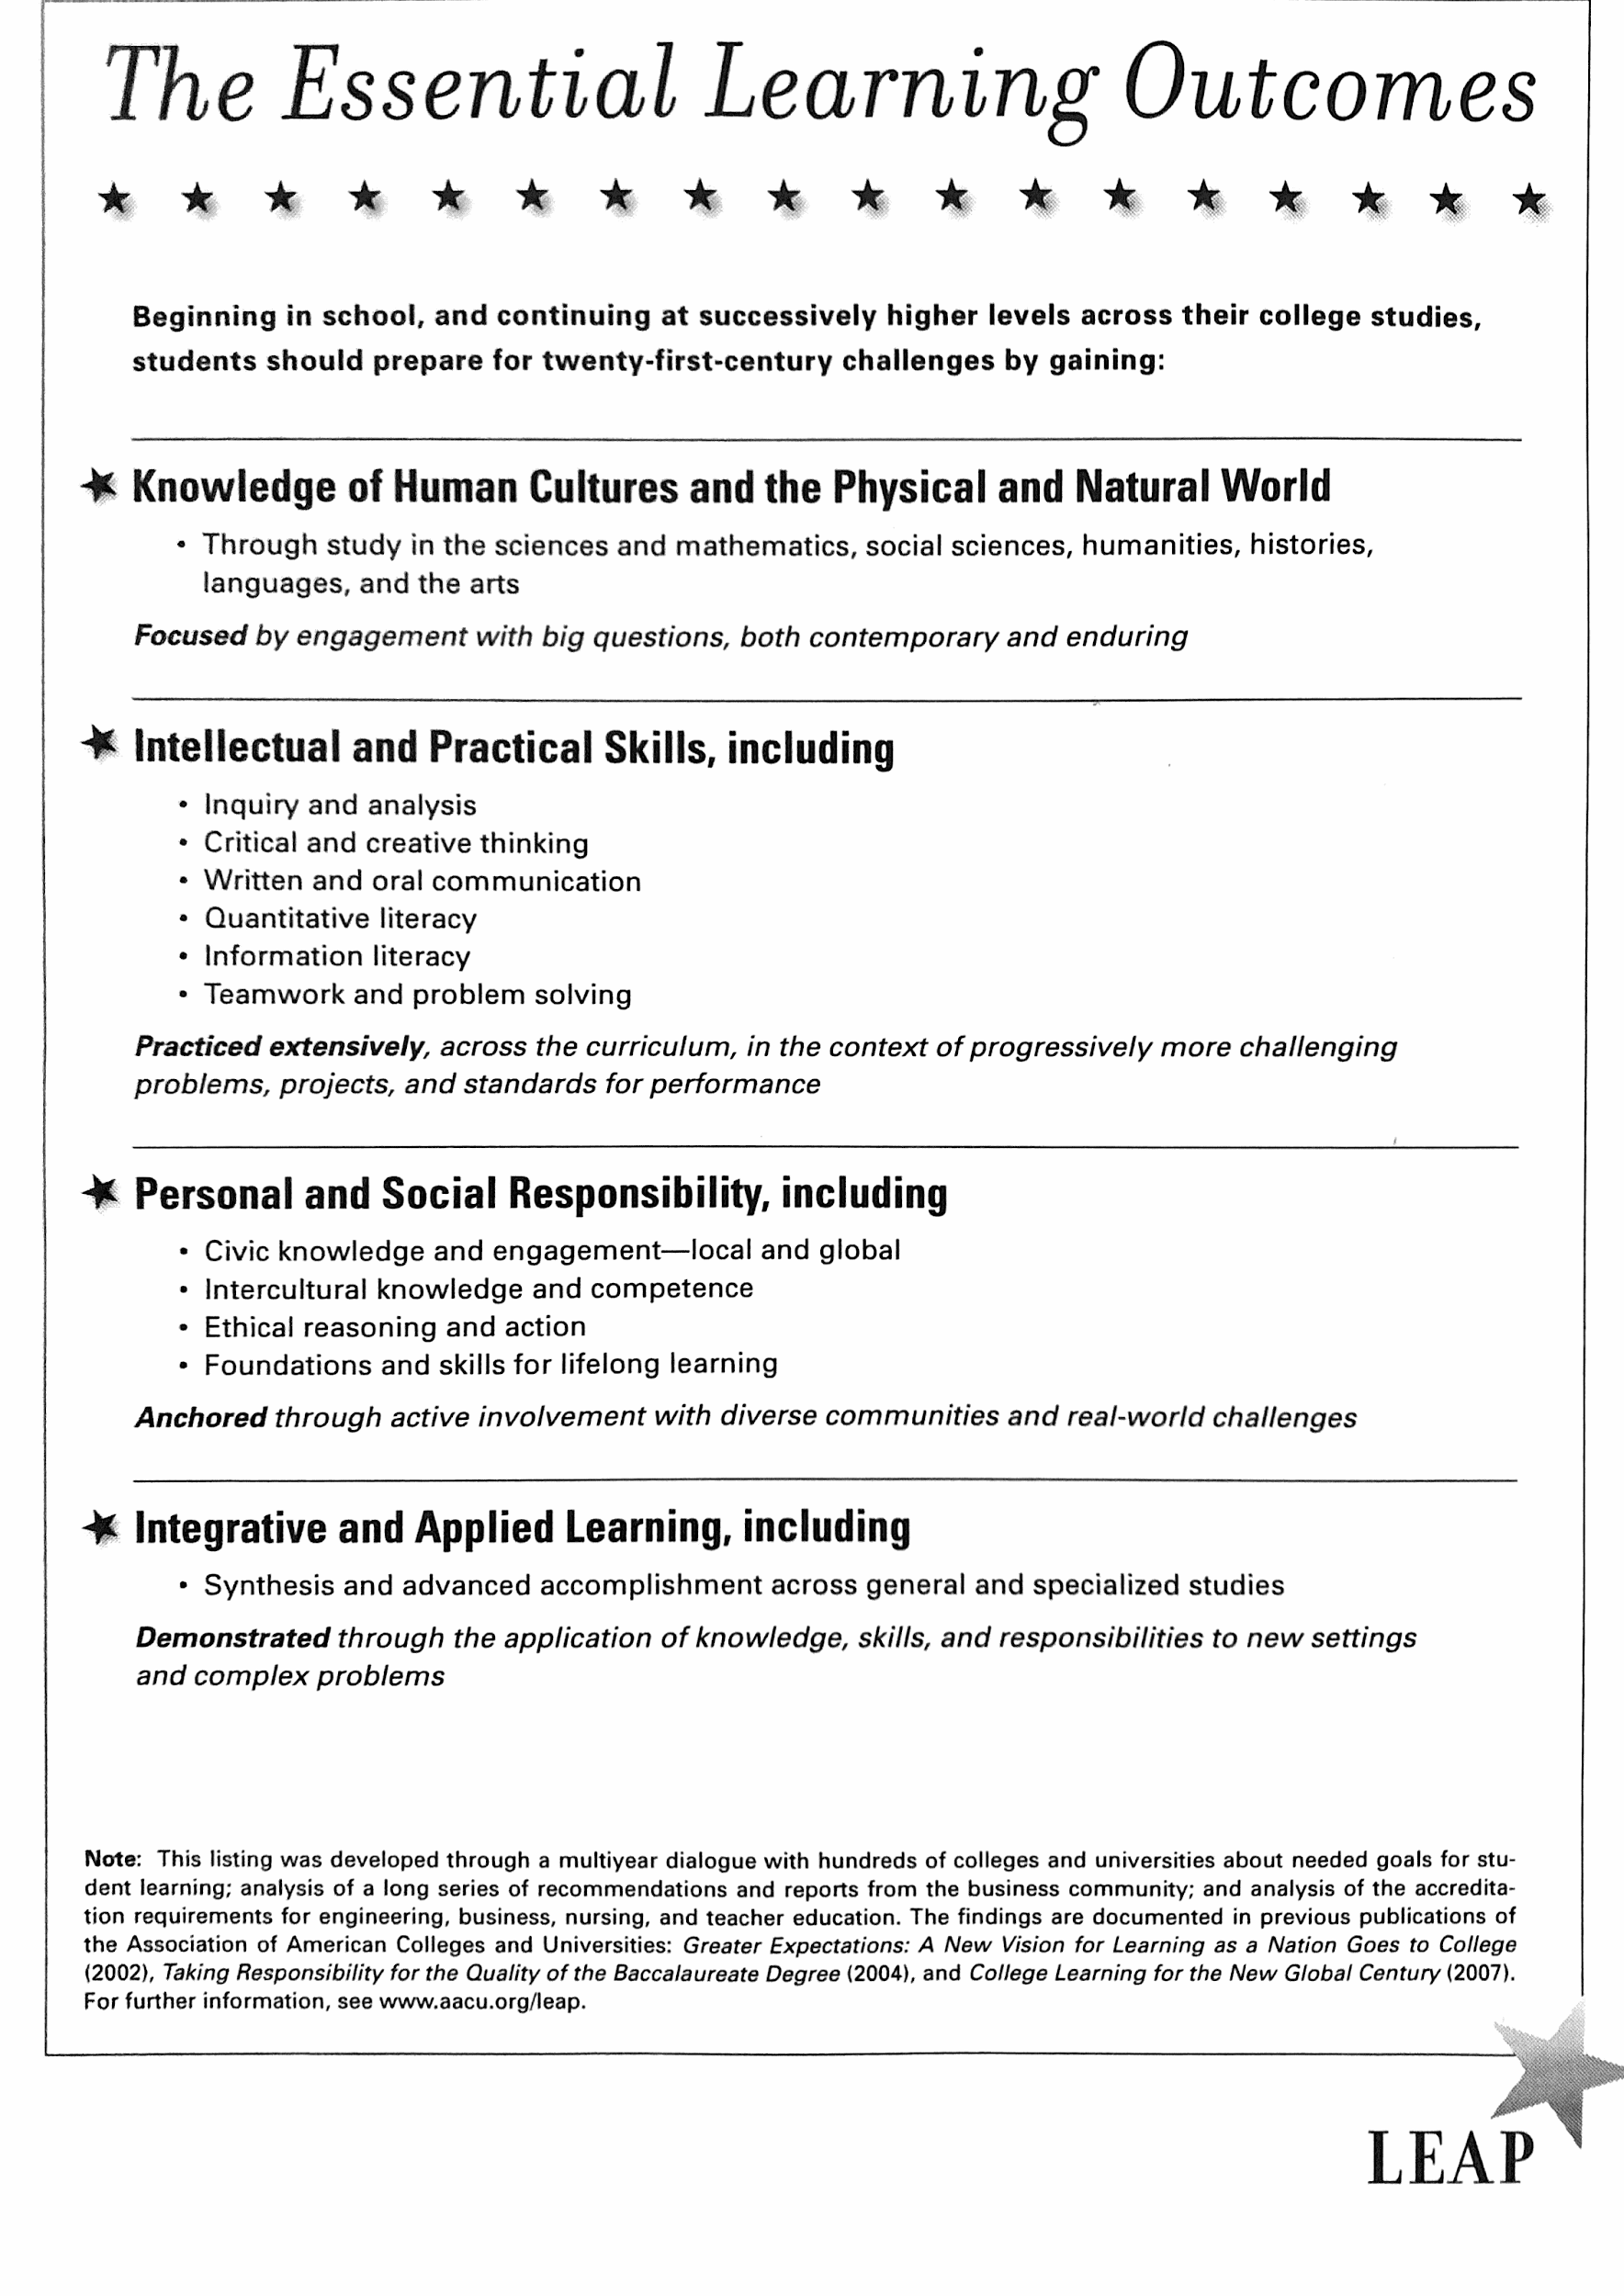 The Essential Learning Outcomes
Beginning in school, and continuing at successively higher levels across their college studies,
students should prepare for twenty-first-century challenges by gaining:
Knowledge of Human Cultures and the Physical and Natural World
• Through study in the sciences and mathematics, social sciences, humanities, histories,
languages, and the arts
Focused by engagement with big questions, both contemporary and enduring
Intellectual and Practical Skills, including
• Inquiry and analysis
• Critical and creative thinking
• Written and oral communication
• Quantitative literacy
• Information literacy
• Teamwork and problem solving
Practiced extensively, across the curriculum, in the context of progressively more challenging
problems, projects, and standards for performance
Personal and Social Responsibility, including
• Civic knowledge and engagement—local and global
• Intercultural knowledge and competence
• Ethical reasoning and action
• Foundations and skills for lifelong learning
Anchored through active involvement with diverse communities and real-world challenges
Integrative and Applied Learning, including
• Synthesis and advanced accomplishment across general and specialized studies
Demonstrated through the application of knowledge, skills, and responsibilities to new settings
and complex problems
Note: This listing was developed through a multiyear dialogue with hundreds of colleges and universities about needed goals for stu-
dent learning; analysis of a long series of recommendations and reports from the business community; and analysis of the accredita-
tion requirements for engineering, business, nursing, and teacher education. The findings are documented in previous publications of
the Association of American Colleges and Universities: Greater Expectations: A New Vision for Learning as a Nation Goes to College
(2002), Taking Responsibility for the Quality of the Baccalaureate Degree (2004), and College Learning for the New Global Century (2007).
For further information, see www.aacu.org/leap.
LEAP